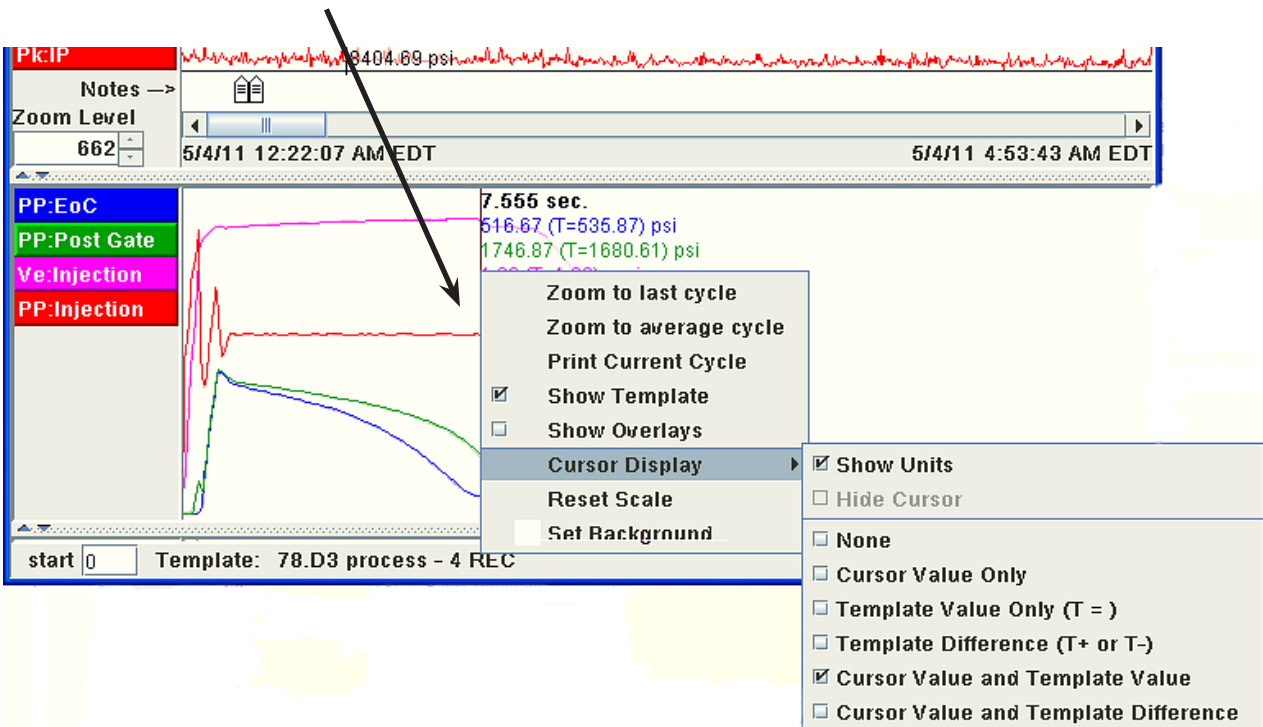 Pk:IP
8404.69 psi
Notes —>
Zoom Level
662
5/4/11 12:22:07 AM EDT
5/4/11 4:53:43 AM EDT
PP:EoC
PP:Post Gate
Ve:Injection
PP:Injection
7.555 sec.
516.67 (T=535.87) psi
1746.87 (T=1680.61) psi
Zoom to last cycle
Zoom to average cycle
Print Current Cycle
Show Template
Show Overlays
Cursor Display
Reset Scale
Set Background
Show Units
Hide Cursor
None
Cursor Value Only
Template Value Only (T = )
Template Difference (T+ or T-)
Cursor Value and Template Value
Cursor Value and Template Difference
start 0 Template: 78.D3 process - 4 REC